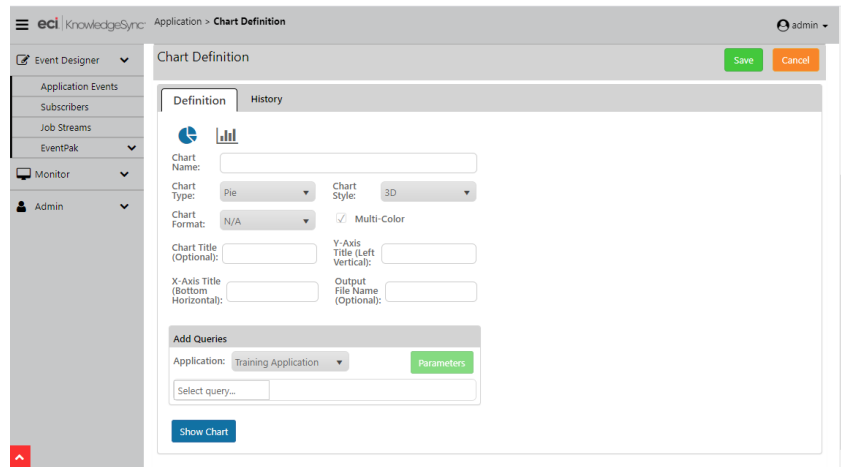 eci KnowledgeSync Application > Chart Definition admin
Event Designer
Application Events
Subscribers
Job Streams
EventPak
Monitor
Admin
Chart Definition Save Cancel
Definition History
Chart
Name:
Chart
Type: Pie Chart
Style: 3D
Chart
Format: N/A Multi-Color
Chart Title
(Optional):
Y-Axis
Title (Left
Vertical):
X-Axis Title
(Bottom
Horizontal):
Output
File Name
(Optional):
Add Queries
Application: Training Application Parameters
Select query...
Show Chart